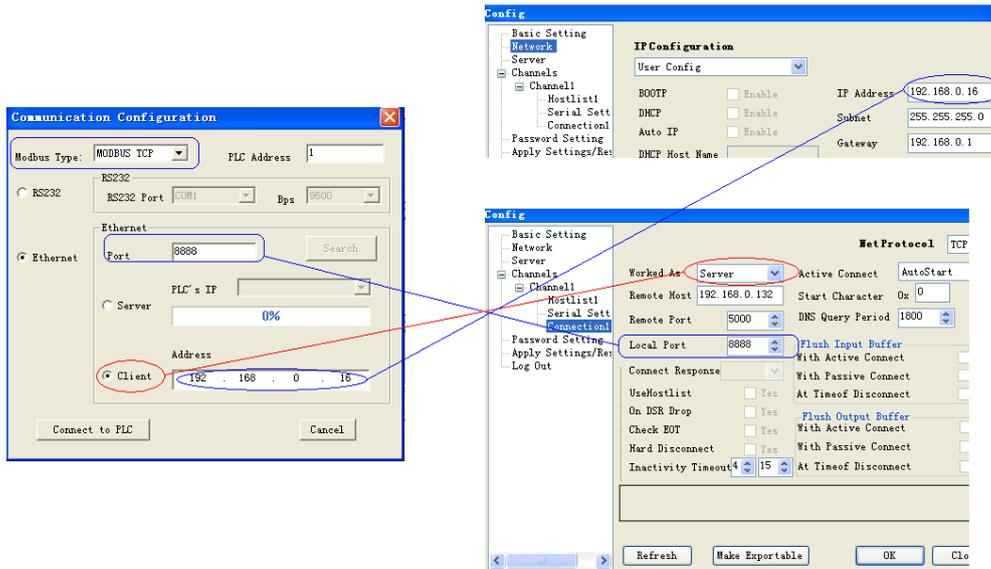 Communication Configuration
Modbus Type: MODBUS TCP PLC Address 1
RS232
RS232 RS232 Port COM1 Bps 9600
Ethernet
Ethernet Port 8888 Search
PLC's IP
Server
0%
Address
Client 192 . 168 . 0 . 16
Connect to PLC Cancel
Config
Basic Setting
Network
Server
Channels
Channel1
Hostlist1
Serial Sett
Connection1
Password Setting
Apply Settings/Res
IPConfiguration
User Config
BOOTP Enable IP Address 192.168.0.16
DHCP Enable Subnet 255.255.255.0
Auto IP Enable Gateway 192.168.0.1
DHCP Host Name
Config
Basic Setting
Network
Server
Channels
Channel1
Hostlist1
Serial Sett
Connection1
Password Setting
Apply Settings/Res
Log Out
NetProtocol TCP
Worked As Server Active Connect AutoStart
Remote Host 192.168.0.132 Start Character 0x 0
Remote Port 5000 DNS Query Period 1800
Local Port 8888 Flush Input Buffer
With Active Connect
Connect Response With Passive Connect
UseHostlist Yes At Timeof Disconnect
On DSR Drop Yes Flush Output Buffer
Check EOT Yes With Active Connect
Hard Disconnect Yes With Passive Connect
Inactivity Timeout 4 15 At Timeof Disconnect
Refresh Make Exportable OK Clo